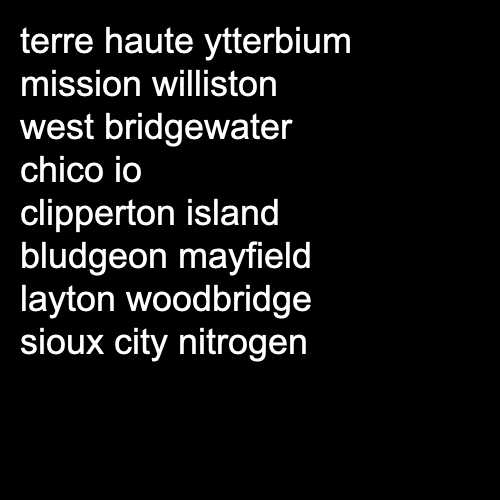 terre haute ytterbium
mission williston
west bridgewater
chico io
clipperton island
bludgeon mayfield
layton woodbridge
sioux city nitrogen